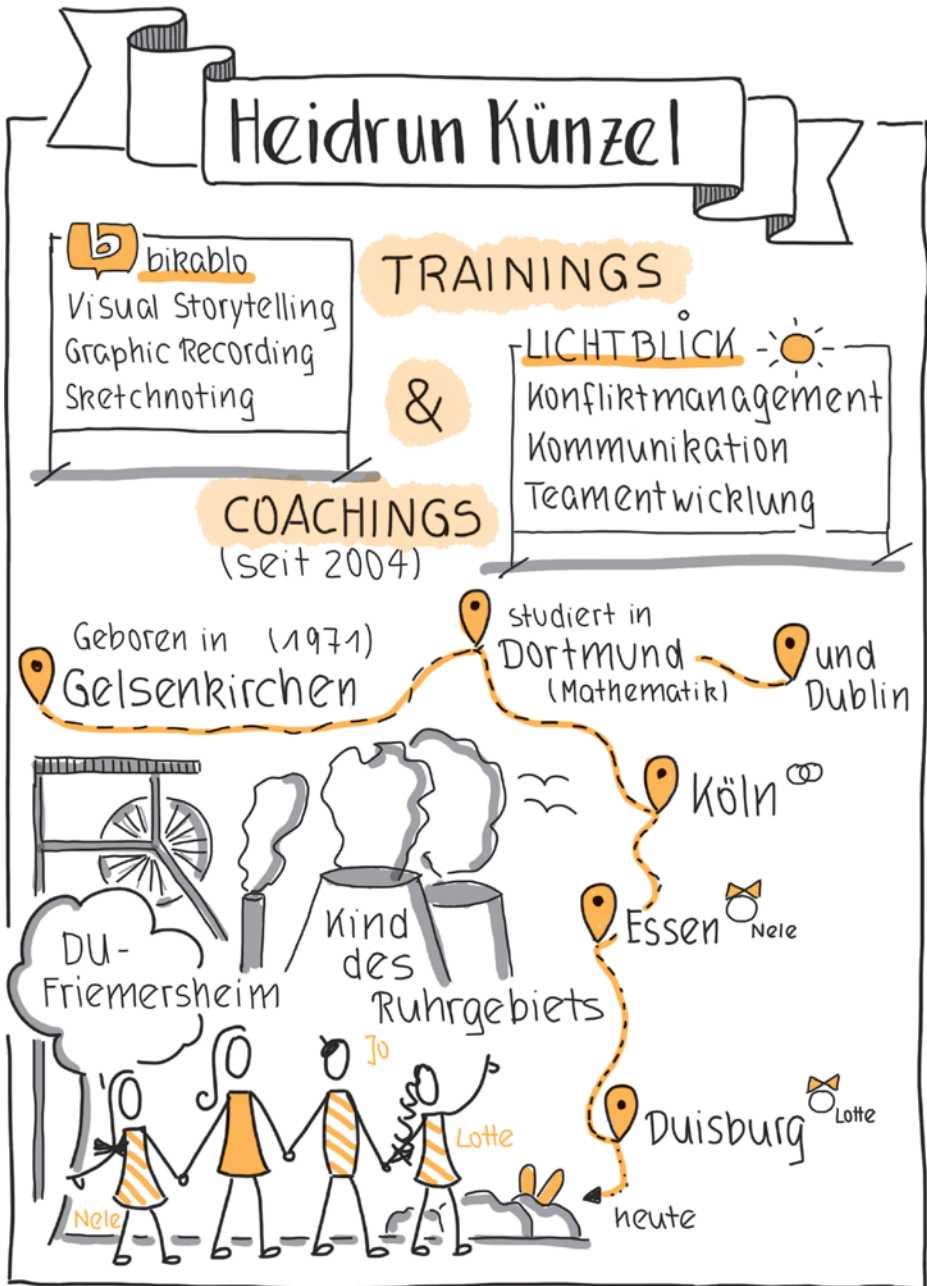 Heidrun Künzel
b bikablo
Visual Storytelling
Graphic Recording
Sketchnoting
TRAININGS
&
COACHINGS
(seit 2004)
LICHTBLICK
Konfliktmanagement
Kommunikation
Teamentwicklung
Geboren in (1971)
Gelsenkirchen
studiert in
Dortmund
(Mathematik)
und
Dublin
Köln
Essen
Nele
Duisburg
Lotte
heute
Kind
des
Ruhrgebiets
DU-
Friemersheim
Jo
Lotte
Nele